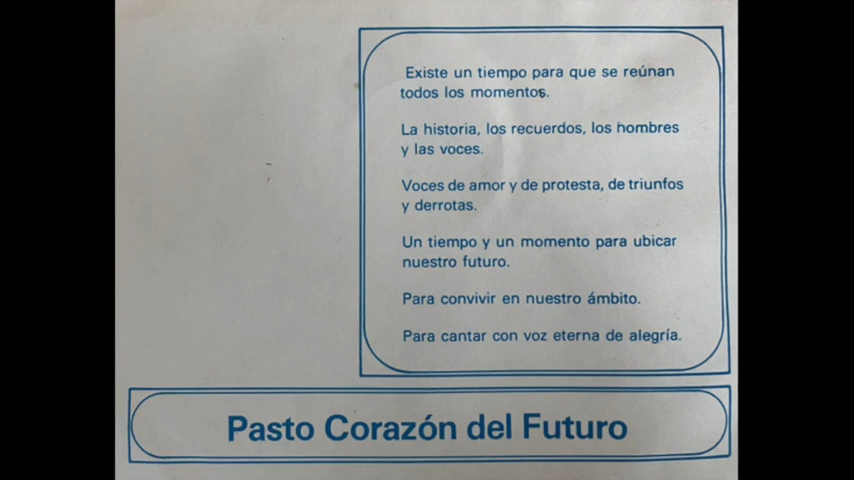 Existe un tiempo para que se reúnan
todos los momentos.
La historia, los recuerdos, los hombres
y las voces.
Voces de amor y de protesta, de triunfos
y derrotas.
Un tiempo y un momento para ubicar
nuestro futuro.
Para convivir en nuestro ámbito.
Para cantar con voz eterna de alegría.
Pasto Corazón del Futuro